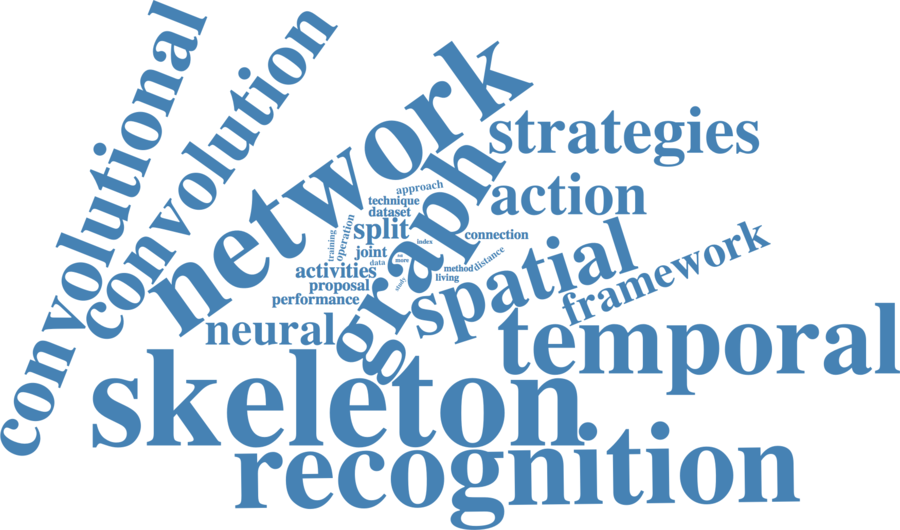 convolutional
convolution
network
strategies
graph
action
approach
technique
dataset
split
operation
training
connection
index
joint
data
more
distance
method
living
study
activities
proposal
performance
spatial
framework
neural
temporal
skeleton
recognition